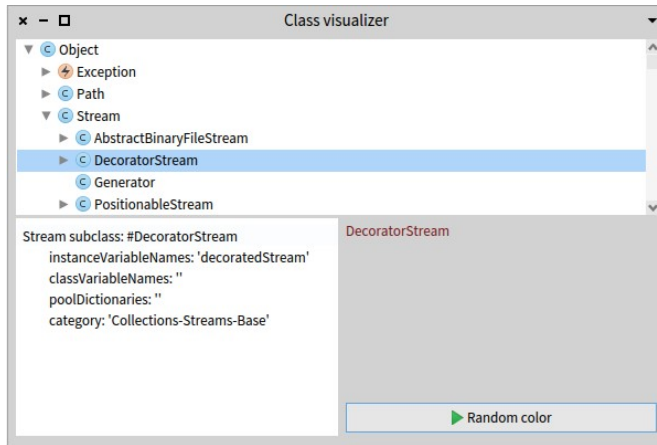 Class visualizer
Object
Exception
Path
Stream
AbstractBinaryFileStream
DecoratorStream
Generator
PositionableStream
Stream subclass: #DecoratorStream
instanceVariableNames: 'decoratedStream'
classVariableNames: ''
poolDictionaries: ''
category: 'Collections-Streams-Base'
DecoratorStream
Random color